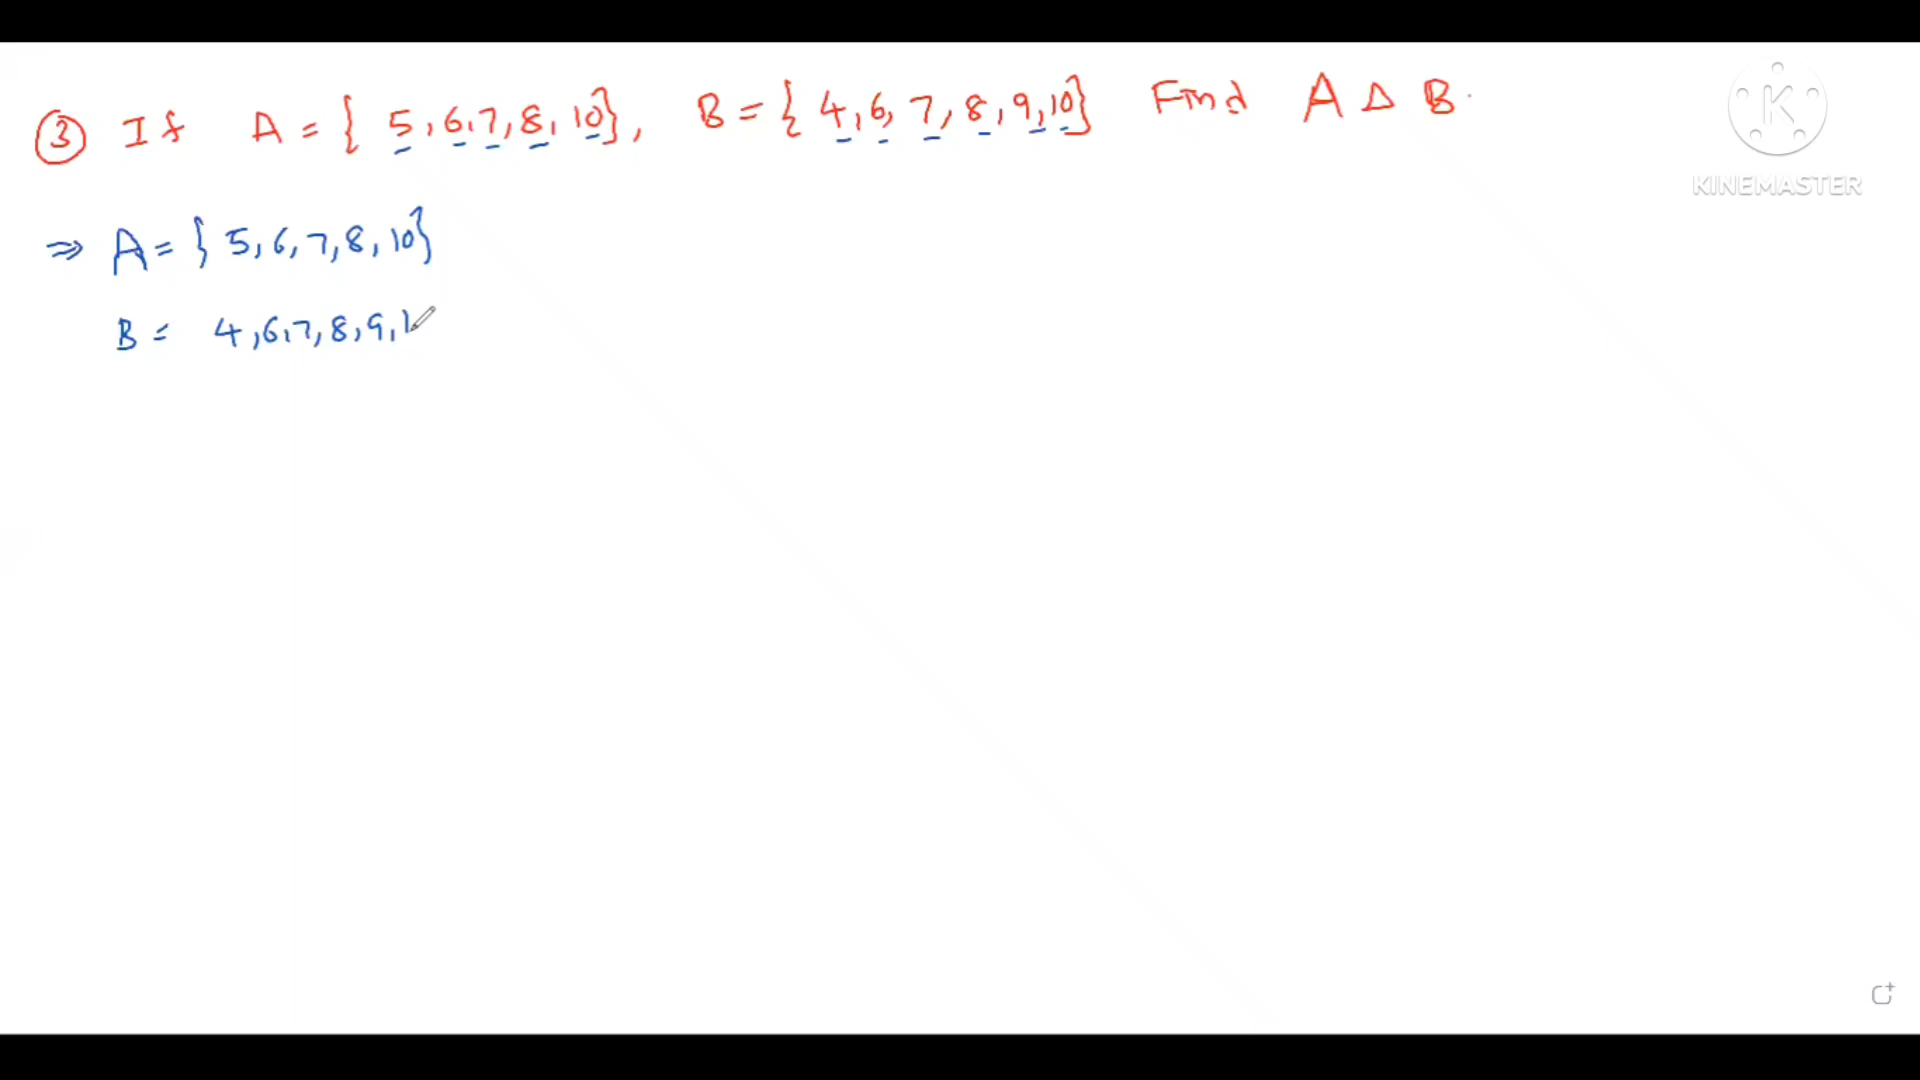 ③ If A = { 5, 6, 7, 8, 10}, B = { 4, 6, 7, 8, 9, 10} Find A Δ B.
KINEMASTER
⇒ A = { 5, 6, 7, 8, 10}
B = 4, 6, 7, 8, 9, 1